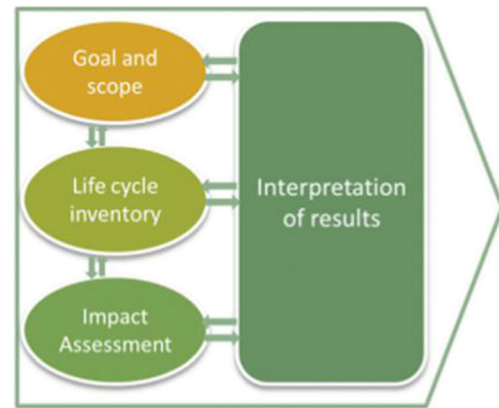 Goal and
scope
Life cycle
inventory
Interpretation
of results
Impact
Assessment